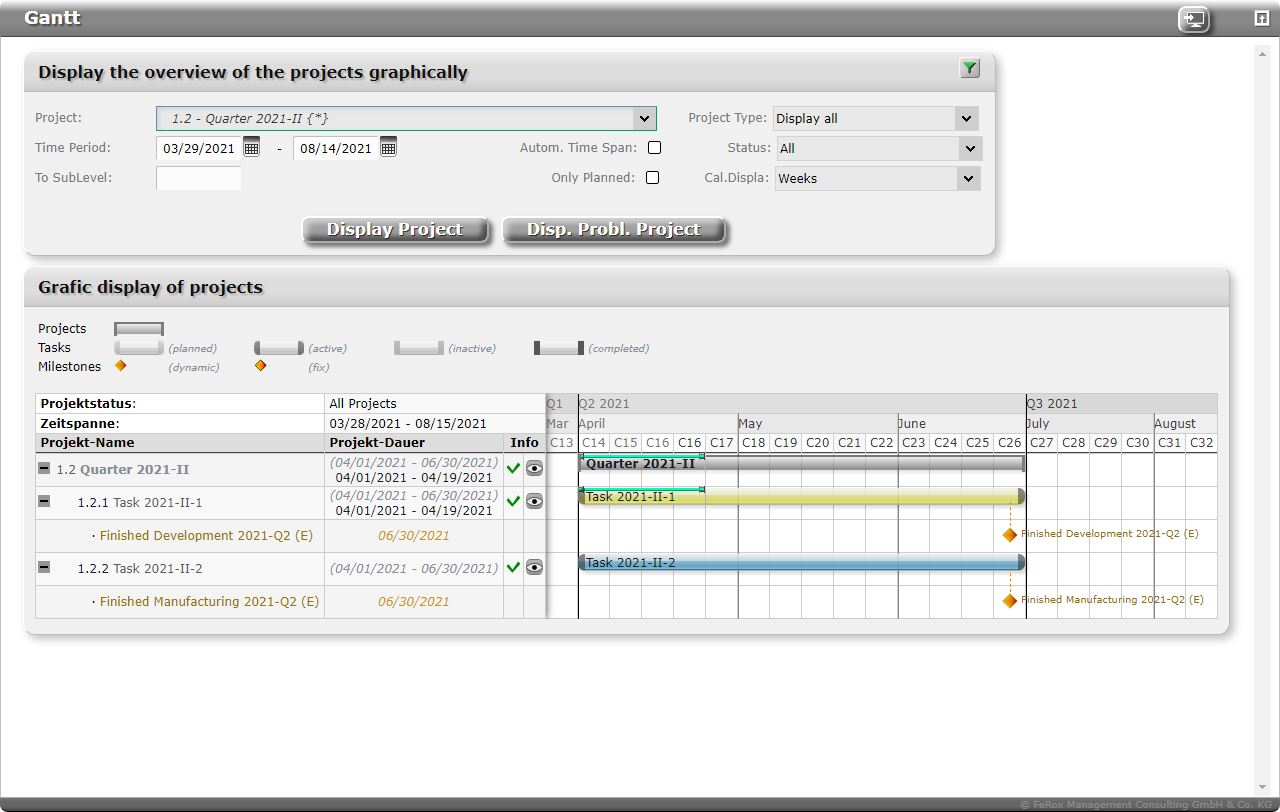 Gantt
Display the overview of the projects graphically
Project: 1.2 - Quarter 2021-II {*} Project Type: Display all
Time Period: 03/29/2021 - 08/14/2021 Autom. Time Span: Status: All
To SubLevel: Only Planned: Cal.Displa: Weeks
Display Project Disp. Probl. Project
Grafic display of projects
Projects
Tasks (planned) (active) (inactive) (completed)
Milestones (dynamic) (fix)
Projektstatus: All Projects Q1 Q2 2021 Q3 2021
Zeitspanne: 03/28/2021 - 08/15/2021 Mar April May June July August
Projekt-Name Projekt-Dauer Info C13 C14 C15 C16 C16 C17 C18 C19 C20 C21 C22 C23 C24 C25 C26 C27 C28 C29 C30 C31 C32
1.2 Quarter 2021-II (04/01/2021 - 06/30/2021) Quarter 2021-II
04/01/2021 - 04/19/2021
1.2.1 Task 2021-II-1 (04/01/2021 - 06/30/2021) Task 2021-II-1
04/01/2021 - 04/19/2021
· Finished Development 2021-Q2 (E) 06/30/2021 Finished Development 2021-Q2 (E)
1.2.2 Task 2021-II-2 (04/01/2021 - 06/30/2021) Task 2021-II-2
· Finished Manufacturing 2021-Q2 (E) 06/30/2021 Finished Manufacturing 2021-Q2 (E)
© FeRox Management Consulting GmbH & Co. KG